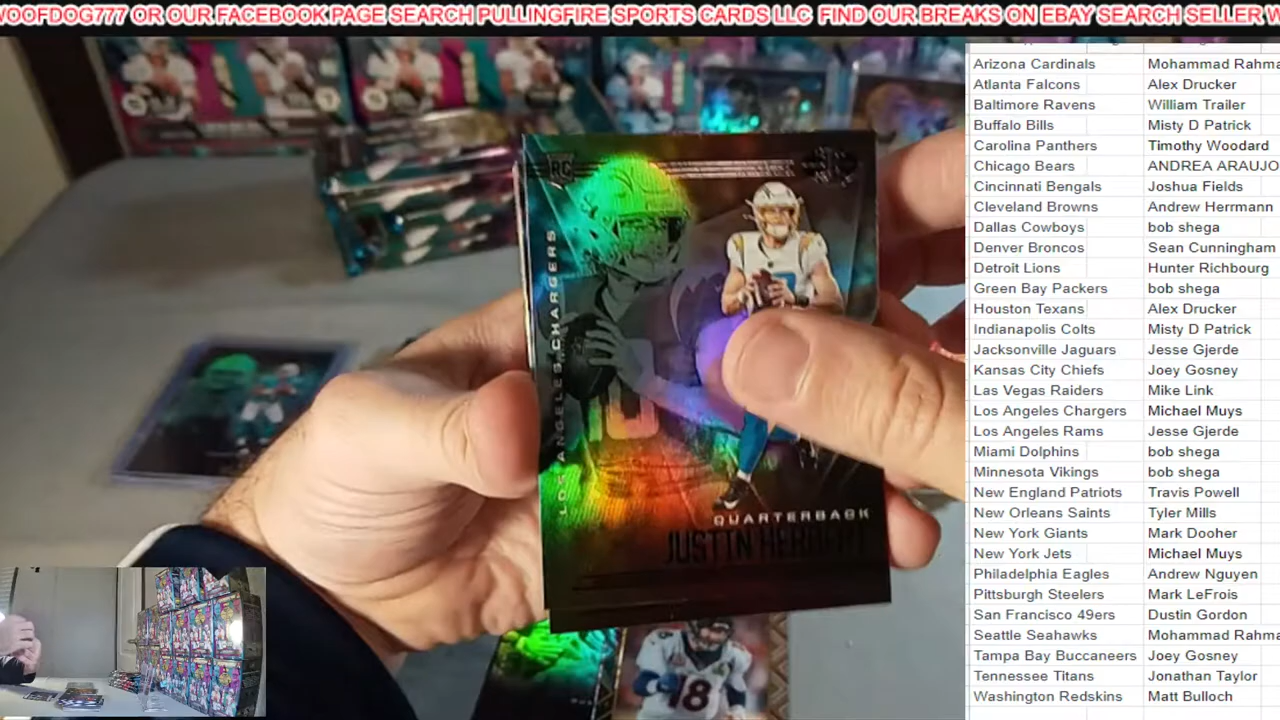 WOOFDOG777 OR OUR FACEBOOK PAGE SEARCH PULLINGFIRE SPORTS CARDS LLC FIND OUR BREAKS ON EBAY SEARCH SELLER W
RC
LOS ANGELES CHARGERS
10
QUARTERBACK
JUSTIN HERBERT
18
Arizona Cardinals Mohammad Rahma
Atlanta Falcons Alex Drucker
Baltimore Ravens William Trailer
Buffalo Bills Misty D Patrick
Carolina Panthers Timothy Woodard
Chicago Bears ANDREA ARAUJO
Cincinnati Bengals Joshua Fields
Cleveland Browns Andrew Herrmann
Dallas Cowboys bob shega
Denver Broncos Sean Cunningham
Detroit Lions Hunter Richbourg
Green Bay Packers bob shega
Houston Texans Alex Drucker
Indianapolis Colts Misty D Patrick
Jacksonville Jaguars Jesse Gjerde
Kansas City Chiefs Joey Gosney
Las Vegas Raiders Mike Link
Los Angeles Chargers Michael Muys
Los Angeles Rams Jesse Gjerde
Miami Dolphins bob shega
Minnesota Vikings bob shega
New England Patriots Travis Powell
New Orleans Saints Tyler Mills
New York Giants Mark Dooher
New York Jets Michael Muys
Philadelphia Eagles Andrew Nguyen
Pittsburgh Steelers Mark LeFrois
San Francisco 49ers Dustin Gordon
Seattle Seahawks Mohammad Rahma
Tampa Bay Buccaneers Joey Gosney
Tennessee Titans Jonathan Taylor
Washington Redskins Matt Bulloch